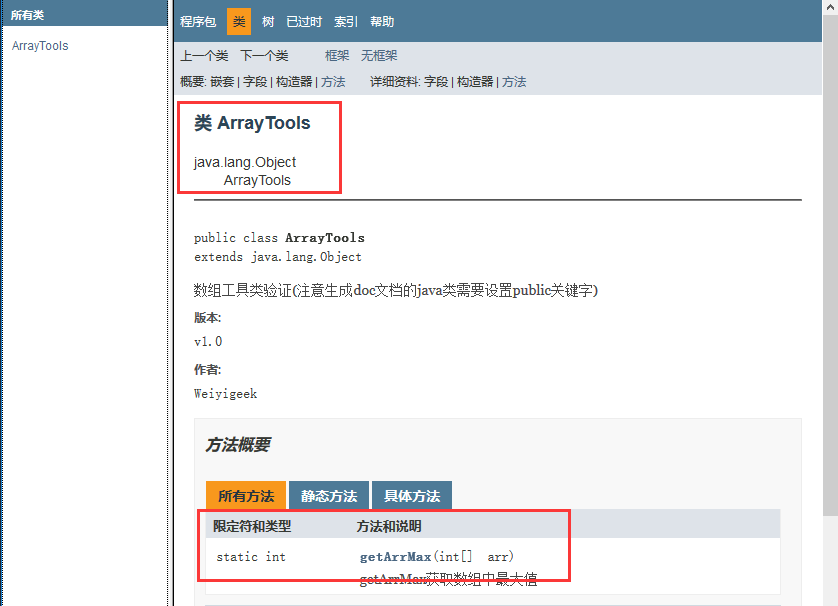 所有类
ArrayTools
程序包 类 树 已过时 索引 帮助
上一个类 下一个类 框架 无框架
概要: 嵌套 | 字段 | 构造器 | 方法 详细资料: 字段 | 构造器 | 方法
类 ArrayTools
java.lang.Object
ArrayTools
public class ArrayTools
extends java.lang.Object
数组工具类验证(注意生成doc文档的java类需要设置public关键字)
版本:
v1.0
作者:
Weiyigeek
方法概要
所有方法 静态方法 具体方法
限定符和类型 方法和说明
static int getArrMax(int[] arr)
getArrMax获取数组中最大值